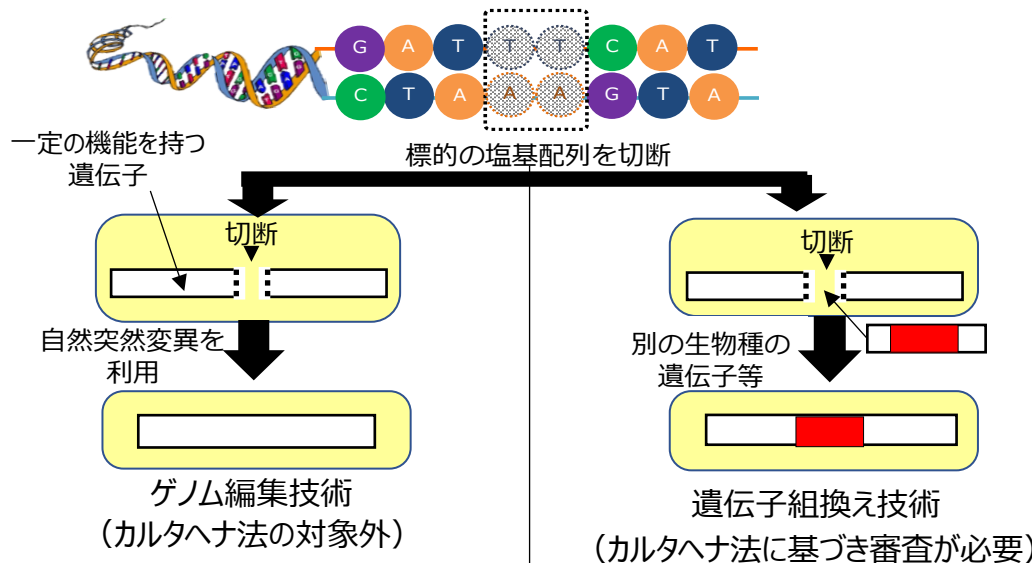 G A T T T C A T
C T A A A G T A
一定の機能を持つ
遺伝子
標的の塩基配列を切断
切断
切断
自然突然変異を
利用
別の生物種の
遺伝子等
ゲノム編集技術
（カルタヘナ法の対象外）
遺伝子組換え技術
（カルタヘナ法に基づき審査が必要）